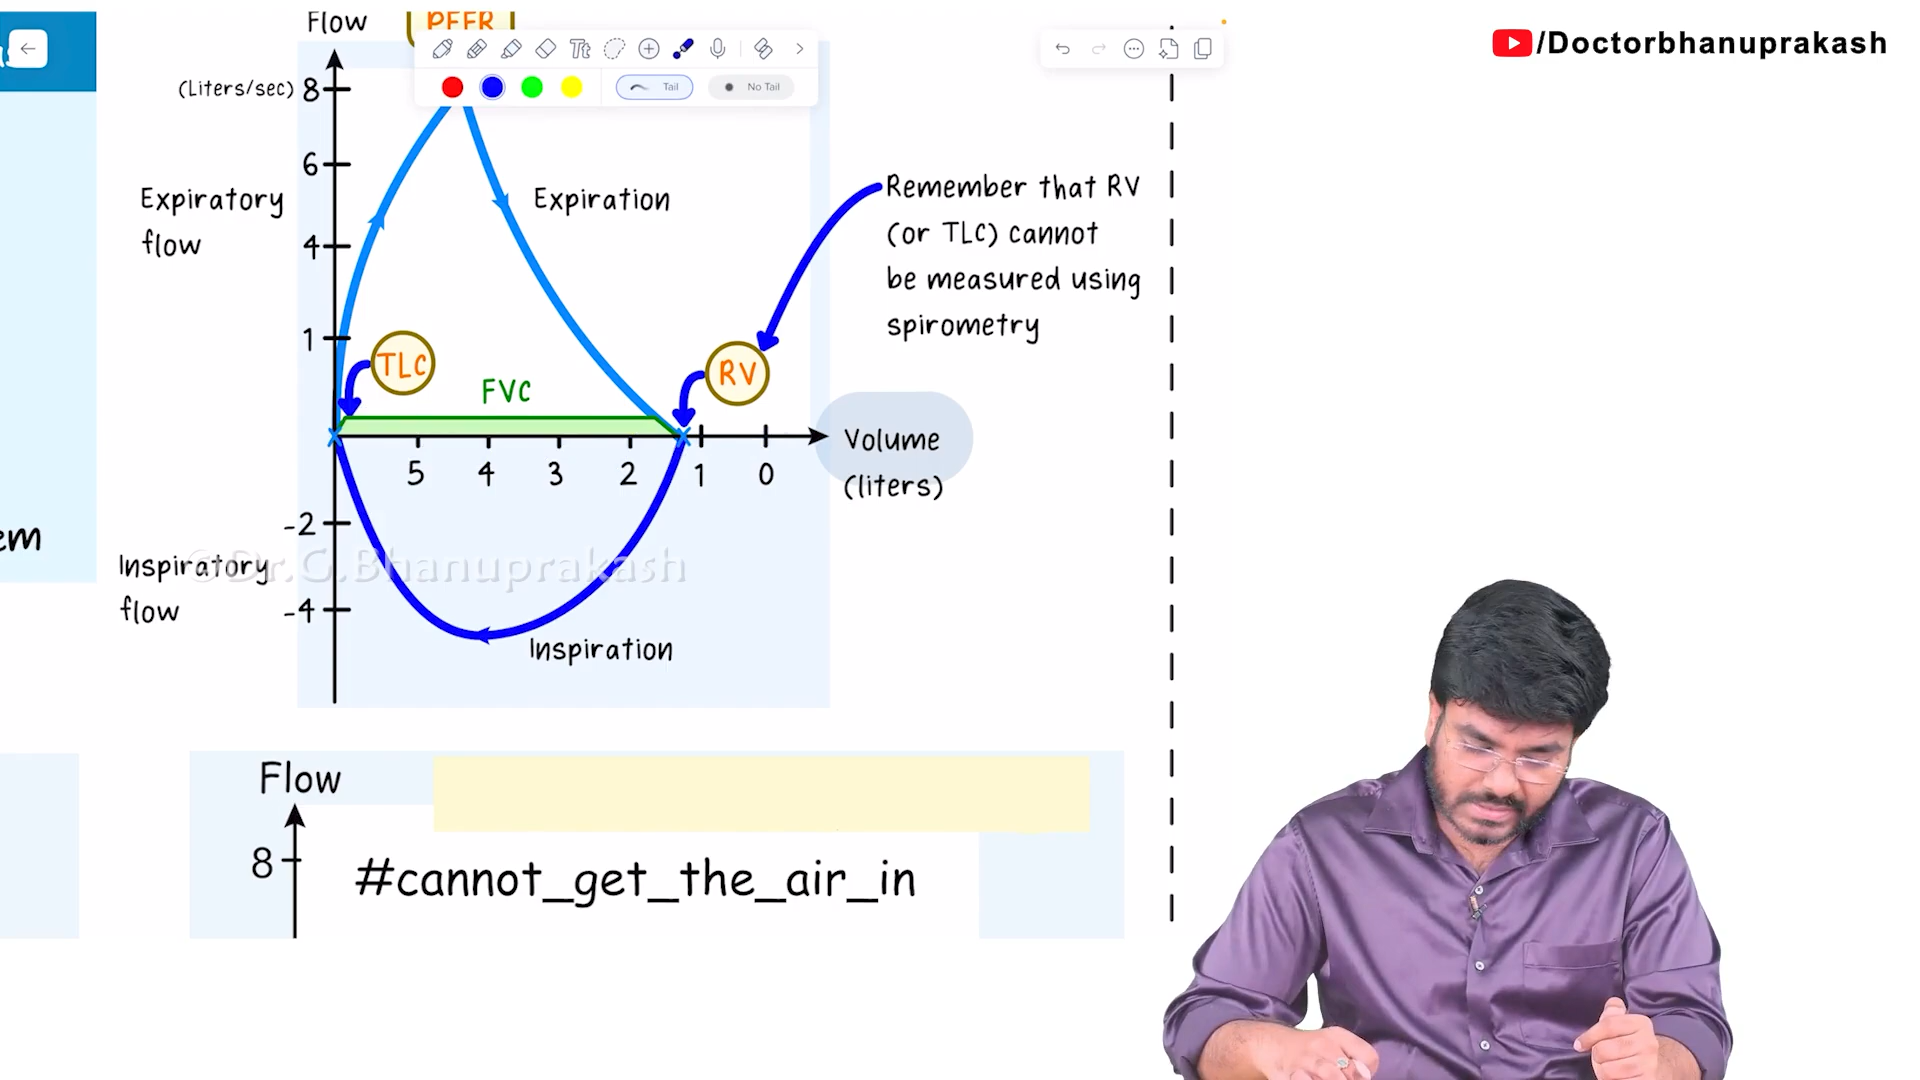 Flow
PEFR
/Doctorbhanuprakash
Tt
Tail
No Tail
(Liters/sec)
8
6
4
1
Expiratory
flow
Expiration
Remember that RV
(or TLC) cannot
be measured using
spirometry
TLC
FVC
RV
Volume
(liters)
5 4 3 2 1 0
-2
-4
em
Inspiratory
flow
©Dr.G.Bhanuprakash
Inspiration
Flow
8
#cannot_get_the_air_in